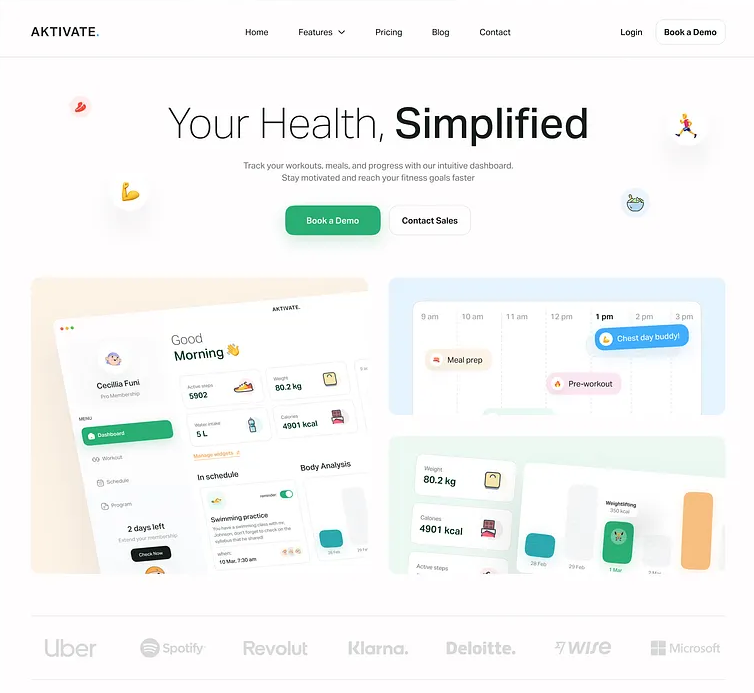 AKTIVATE.
Home
Features
Pricing
Blog
Contact
Login
Book a Demo
Your Health, Simplified
Track your workouts, meals, and progress with our intuitive dashboard.
Stay motivated and reach your fitness goals faster
Book a Demo
Contact Sales
AKTIVATE.
Good
Morning 👋
Cecillia Funi
Pro Membership
MENU
Dashboard
Workout
Schedule
Program
2 days left
Extend your membership
Check Now
Active steps
5902
Weight
80.2 kg
Water intake
5 L
Calories
4901 kcal
Manage widgets
In schedule
Body Analysis
reminder
Swimming practice
You have a swimming class with mr.
Johnson, don't forget to check on the
syllabus that he shared!
when:
10 Mar, 7:30 am
28 Feb
9 am
10 am
11 am
12 pm
1 pm
2 pm
3 pm
Chest day buddy!
Meal prep
Pre-workout
Weight
80.2 kg
Calories
4901 kcal
Active steps
Weightlifting
350 kcal
28 Feb
29 Feb
1 Mar
Uber
Spotify
Revolut
Klarna.
Deloitte.
WISE
Microsoft